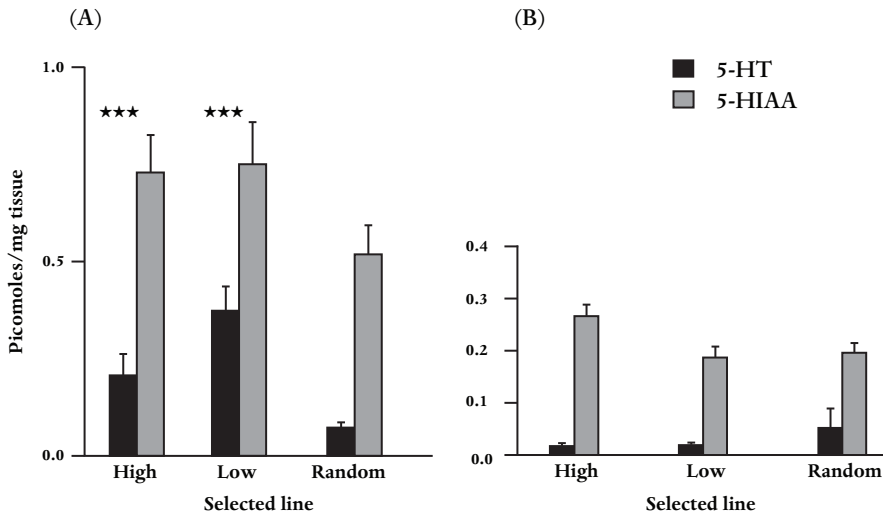 (A)
(B)
1.0
0.5
0.0
Picomoles/mg tissue
★★★
★★★
High
Low
Random
Selected line
5-HT
5-HIAA
0.4
0.3
0.2
0.1
0.0
High
Low
Random
Selected line